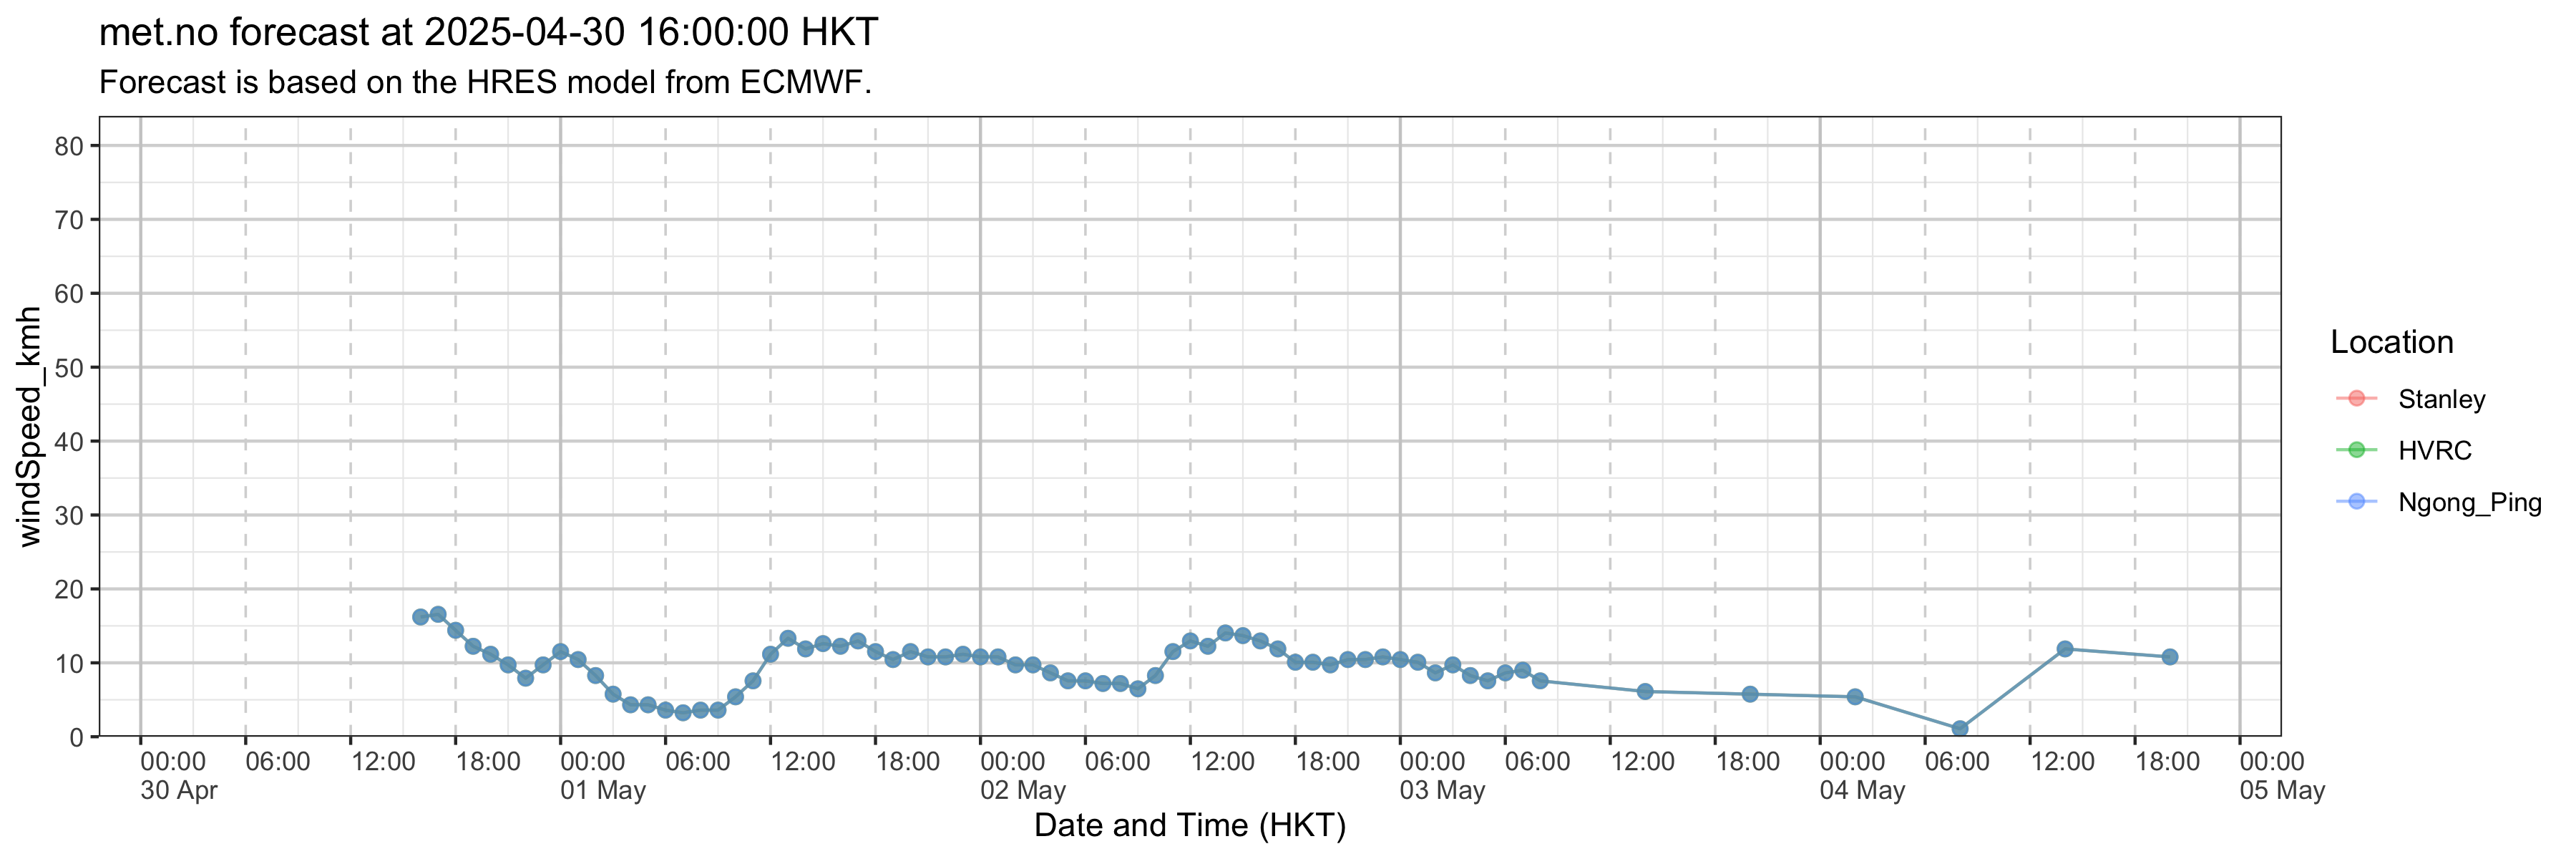 met.no forecast at 2025-04-30 16:00:00 HKT
Forecast is based on the HRES model from ECMWF.
windSpeed_kmh
80
70
60
50
40
30
20
10
0
00:00 06:00 12:00 18:00 00:00 06:00 12:00 18:00 00:00 06:00 12:00 18:00 00:00 06:00 12:00 18:00 00:00 06:00 12:00 18:00 00:00
30 Apr 01 May 02 May 03 May 04 May 05 May
Date and Time (HKT)
Location
Stanley
HVRC
Ngong_Ping